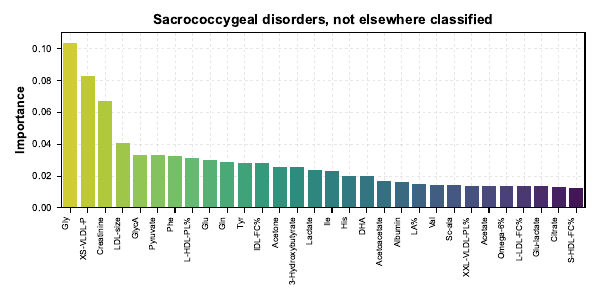 Sacrococcygeal disorders, not elsewhere classified
Importance
0.10
0.08
0.06
0.04
0.02
0.00
Gly
XS-VLDL-P
Creatinine
LDL-size
GlycA
Pyruvate
Phe
L-HDL-PL%
Glu
Gln
Tyr
IDL-FC%
Acetone
3-Hydroxybutyrate
Lactate
Ile
His
DHA
Acetoacetate
Albumin
LA%
Val
Sc-ala
XXL-VLDL-PL%
Acetate
Omega-6%
L-LDL-FC%
Glu-lactate
Citrate
S-HDL-FC%